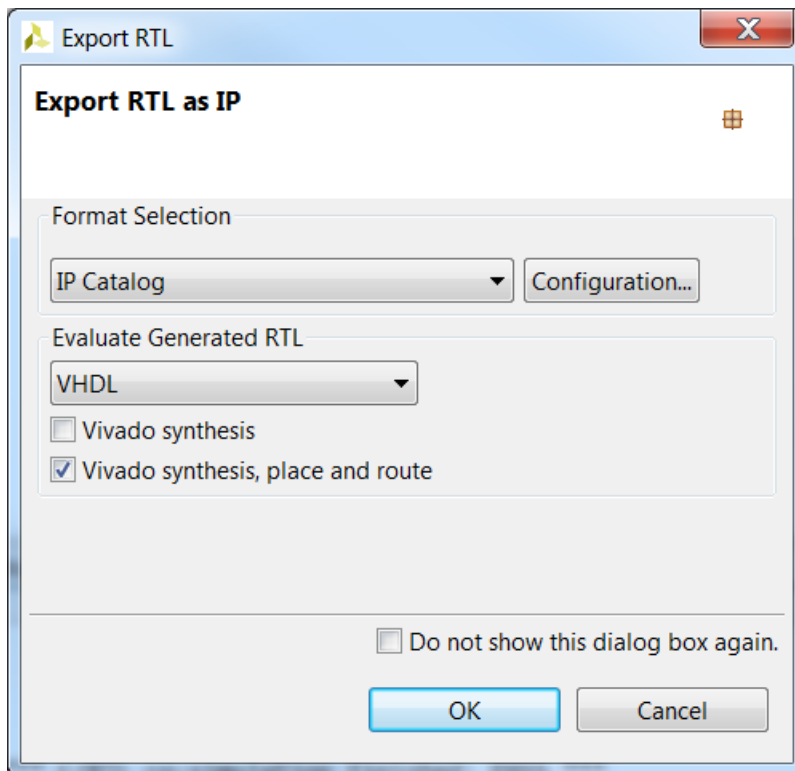 Export RTL
Export RTL as IP
Format Selection
IP Catalog
Configuration...
Evaluate Generated RTL
VHDL
Vivado synthesis
Vivado synthesis, place and route
Do not show this dialog box again.
OK
Cancel